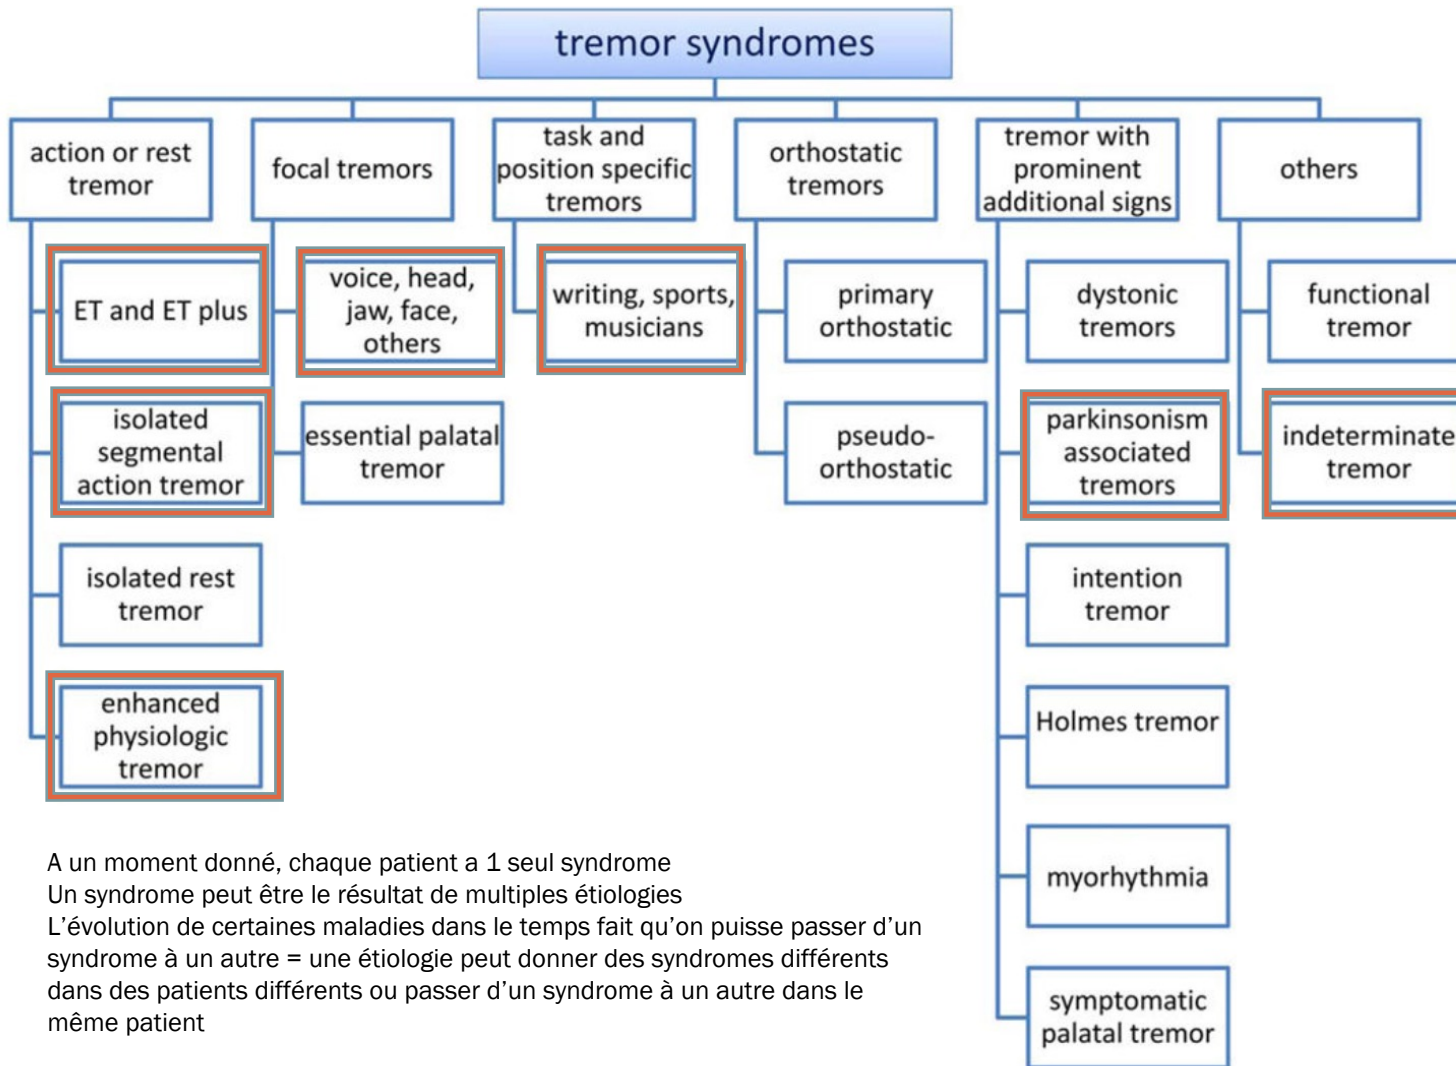 tremor syndromes
action or rest
tremor
focal tremors
task and
position specific
tremors
orthostatic
tremors
tremor with
prominent
additional signs
others
ET and ET plus
voice, head,
jaw, face,
others
writing, sports,
musicians
primary
orthostatic
dystonic
tremors
functional
tremor
isolated
segmental
action tremor
essential palatal
tremor
pseudo-
orthostatic
parkinsonism
associated
tremors
indeterminate
tremor
isolated rest
tremor
intention
tremor
enhanced
physiologic
tremor
Holmes tremor
myorhythmia
symptomatic
palatal tremor
A un moment donné, chaque patient a 1 seul syndrome
Un syndrome peut être le résultat de multiples étiologies
L’évolution de certaines maladies dans le temps fait qu’on puisse passer d’un
syndrome à un autre = une étiologie peut donner des syndromes différents
dans des patients différents ou passer d’un syndrome à un autre dans le
même patient